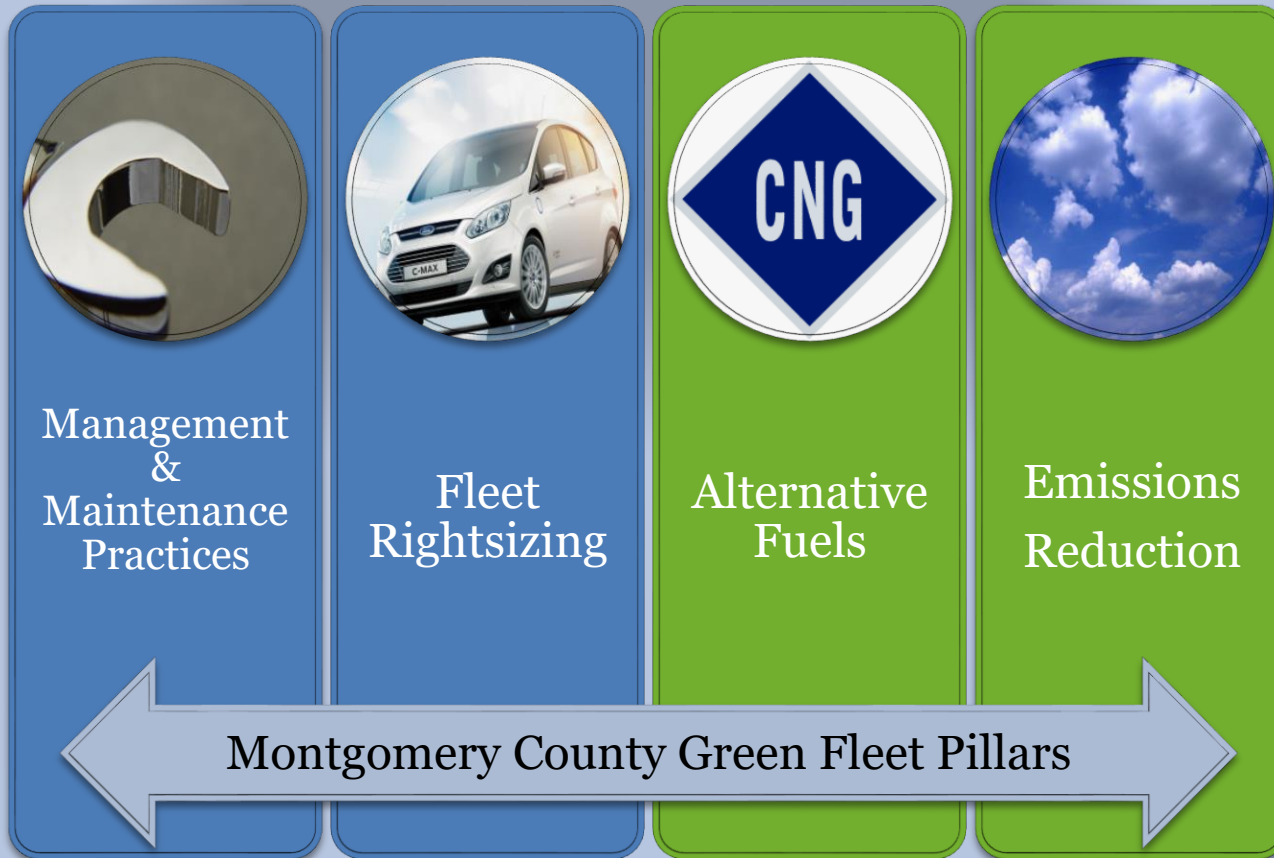 C-MAX
CNG
Management
&
Maintenance
Practices
Fleet
Rightsizing
Alternative
Fuels
Emissions
Reduction
Montgomery County Green Fleet Pillars